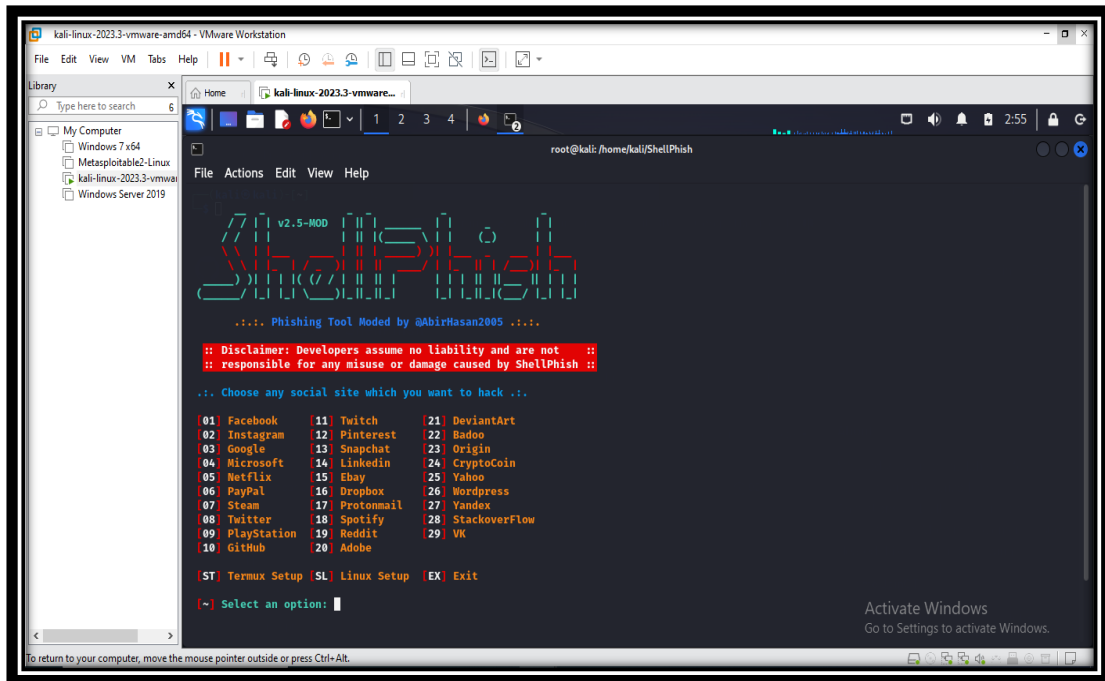 kali-linux-2023.3-vmware-amd64 - VMware Workstation
File Edit View VM Tabs Help
Library
Type here to search 6
Home kali-linux-2023.3-vmware...
My Computer
Windows 7 x64
Metasploitable2-Linux
kali-linux-2023.3-vmwar
Windows Server 2019
1 2 3 4 2 2:55
root@kali: /home/kali/ShellPhish
File Actions Edit View Help
v2.5-MOD
ShellPhish
.:.:. Phishing Tool Moded by @AbirHasan2005 .:.:.
:: Disclaimer: Developers assume no liability and are not ::
:: responsible for any misuse or damage caused by ShellPhish ::
.:. Choose any social site which you want to hack .:.
[01] Facebook [11] Twitch [21] DeviantArt
[02] Instagram [12] Pinterest [22] Badoo
[03] Google [13] Snapchat [23] Origin
[04] Microsoft [14] Linkedin [24] CryptoCoin
[05] Netflix [15] Ebay [25] Yahoo
[06] PayPal [16] Dropbox [26] Wordpress
[07] Steam [17] Protonmail [27] Yandex
[08] Twitter [18] Spotify [28] StackoverFlow
[09] PlayStation [19] Reddit [29] VK
[10] GitHub [20] Adobe
[ST] Termux Setup [SL] Linux Setup [EX] Exit
[~] Select an option:
Activate Windows
Go to Settings to activate Windows.
To return to your computer, move the mouse pointer outside or press Ctrl+Alt.